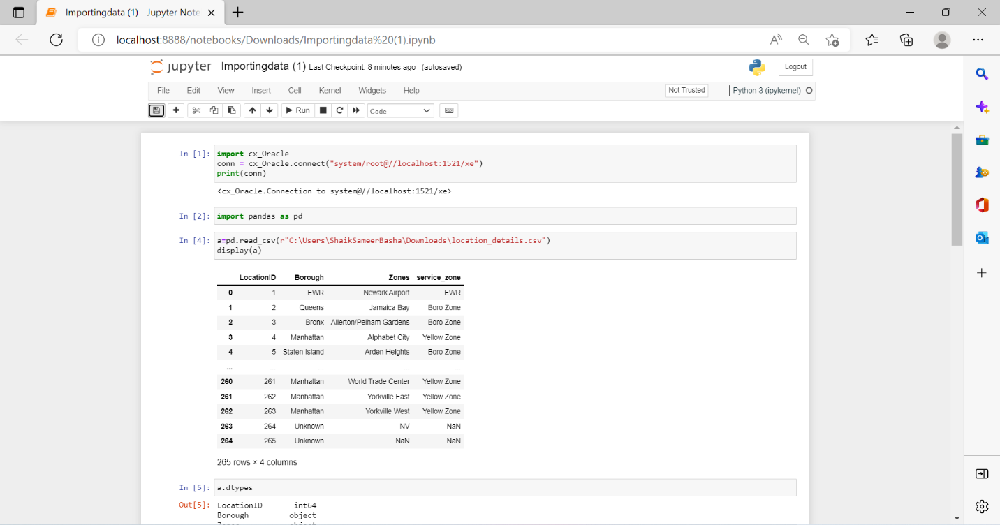 Importingdata (1) - Jupyter Note
localhost:8888/notebooks/Downloads/Importingdata%20(1).ipynb
jupyter Importingdata (1) Last Checkpoint: 8 minutes ago (autosaved)
Logout
File Edit View Insert Cell Kernel Widgets Help
Not Trusted
Python 3 (ipykernel)
Run
Code
In [1]: import cx_Oracle
conn = cx_Oracle.connect("system/root@//localhost:1521/xe")
print(conn)
<cx_Oracle.Connection to system@//localhost:1521/xe>
In [2]: import pandas as pd
In [4]: a=pd.read_csv(r"C:\Users\ShaikSameerBasha\Downloads\location_details.csv")
display(a)
LocationID Borough Zones service_zone
0 1 EWR Newark Airport EWR
1 2 Queens Jamaica Bay Boro Zone
2 3 Bronx Allerton/Pelham Gardens Boro Zone
3 4 Manhattan Alphabet City Yellow Zone
4 5 Staten Island Arden Heights Boro Zone
... ... ... ... ...
260 261 Manhattan World Trade Center Yellow Zone
261 262 Manhattan Yorkville East Yellow Zone
262 263 Manhattan Yorkville West Yellow Zone
263 264 Unknown NV NaN
264 265 Unknown NaN NaN
265 rows × 4 columns
In [5]: a.dtypes
Out[5]: LocationID int64
Borough object